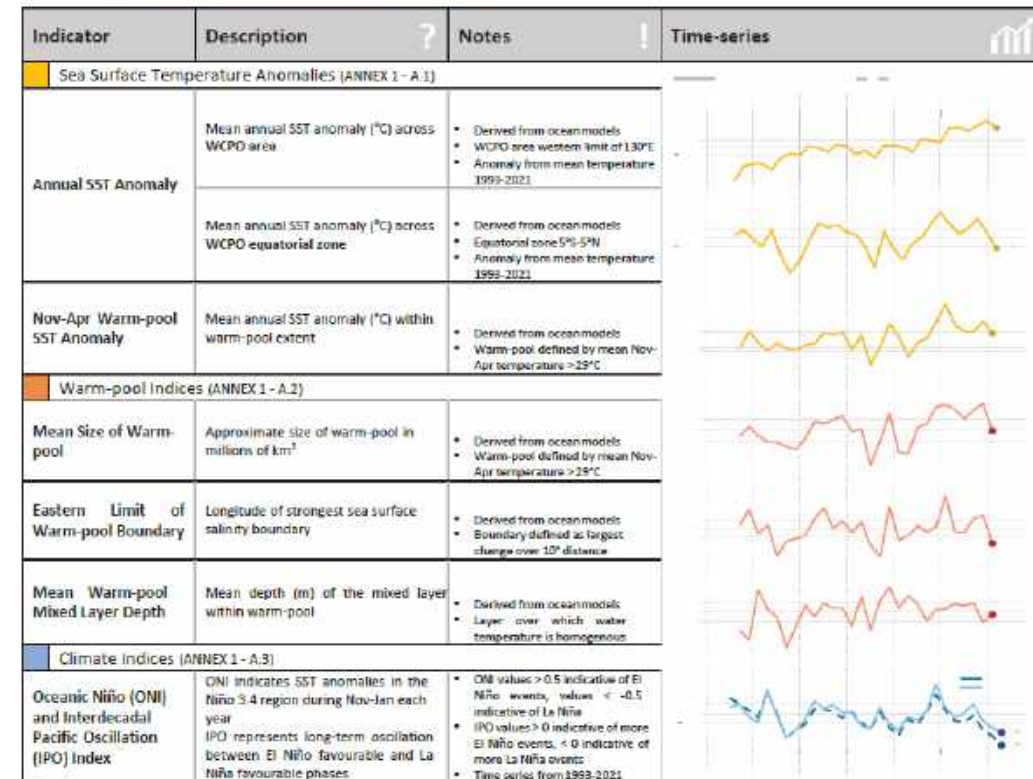 Indicator
Description
?
Notes
!
Time-series
Sea Surface Temperature Anomalies (ANNEX 1 - A.1)
Annual SST Anomaly
Mean annual SST anomaly (°C) across
WCPO area
• Derived from ocean models
• WCPO area western limit of 130°E
• Anomaly from mean temperature
1993-2021
Mean annual SST anomaly (°C) across
WCPO equatorial zone
• Derived from ocean models
• Equatorial zone 5°S-5°N
• Anomaly from mean temperature
1993-2021
Nov-Apr Warm-pool
SST Anomaly
Mean annual SST anomaly (°C) within
warm-pool extent
• Derived from ocean models
• Warm-pool defined by mean Nov-
Apr temperature >29°C
Warm-pool Indices (ANNEX 1 - A.2)
Mean Size of Warm-
pool
Approximate size of warm-pool in
millions of km²
• Derived from ocean models
• Warm-pool defined by mean Nov-
Apr temperature >29°C
Eastern Limit of
Warm-pool Boundary
Longitude of strongest sea surface
salinity boundary
• Derived from ocean models
• Boundary defined as largest
change over 10° distance
Mean Warm-pool
Mixed Layer Depth
Mean depth (m) of the mixed layer
within warm-pool
• Derived from ocean models
• Layer over which water
temperature is homogenous
Climate Indices (ANNEX 1 - A.3)
Oceanic Niño (ONI)
and Interdecadal
Pacific Oscillation
(IPO) Index
ONI indicates SST anomalies in the
Niño 3.4 region during Nov-Jan each
year
IPO represents long-term oscillation
between El Niño favourable and La
Niña favourable phases
• ONI values > 0.5 indicative of El
Niño events, values < -0.5
indicative of La Niña
• IPO values > 0 indicative of more
El Niño events, < 0 indicative of
more La Niña events
• Time series from 1993-2021